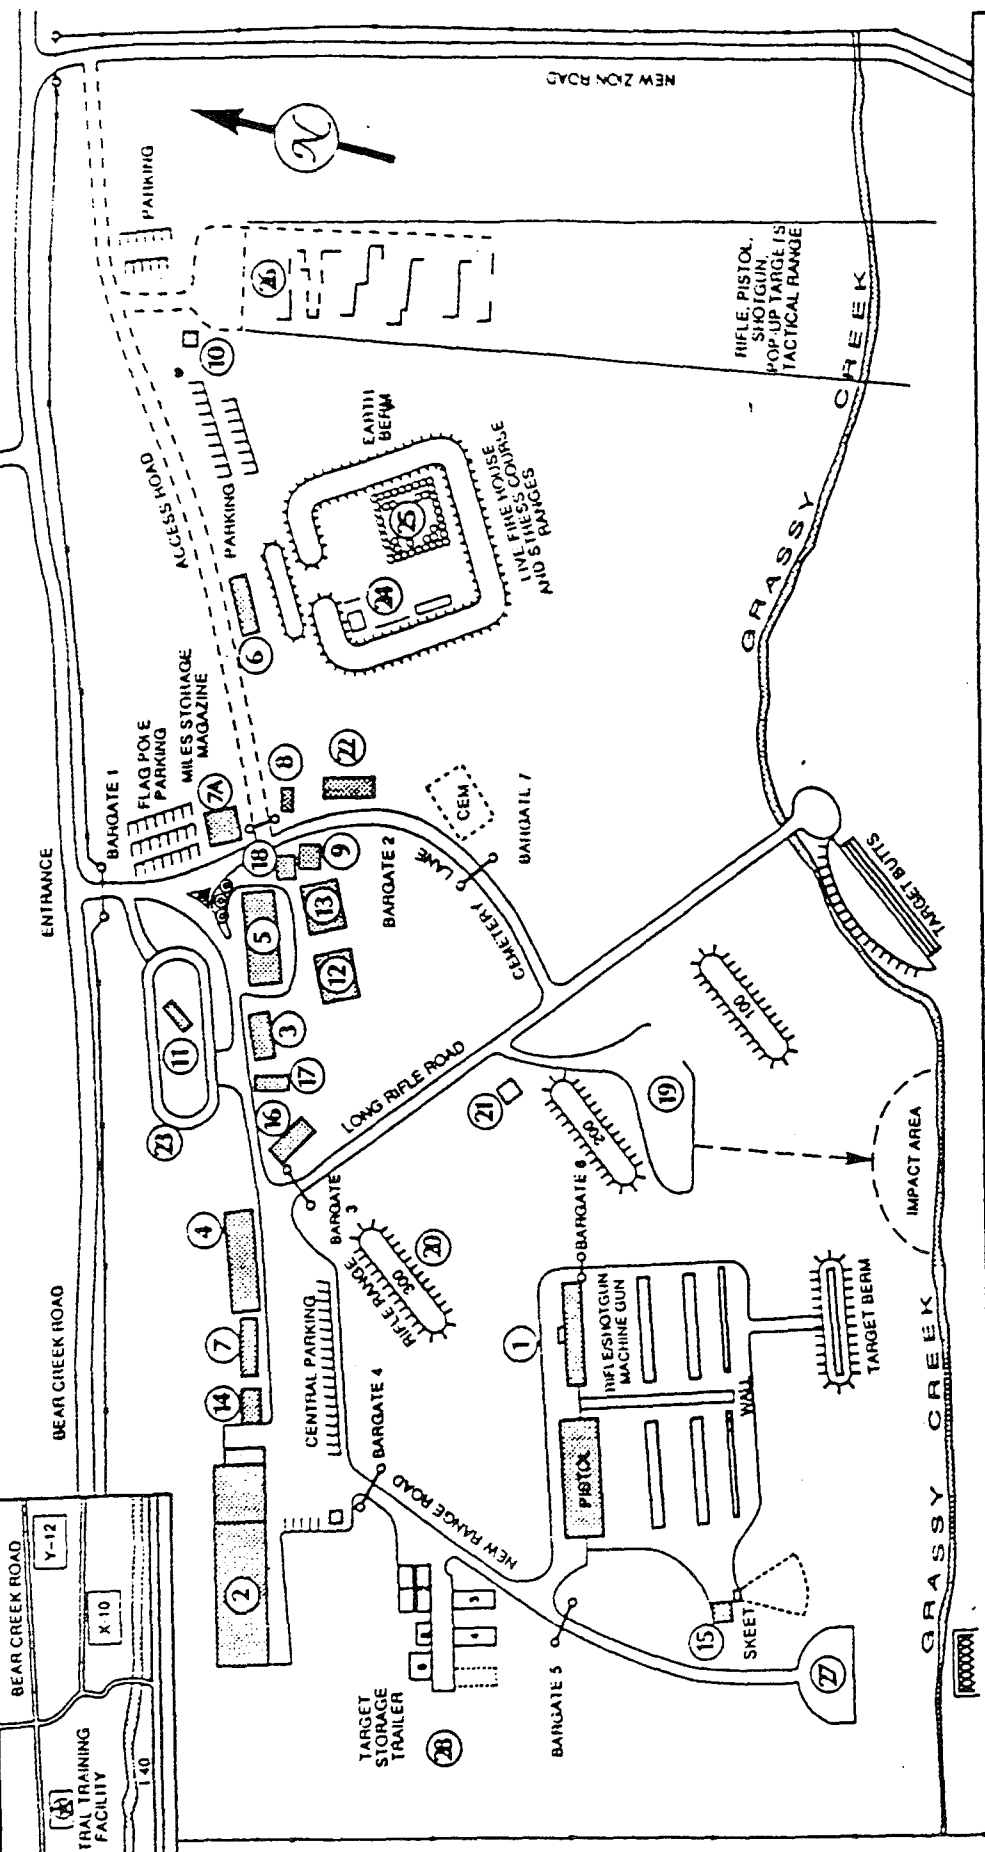 BEAR CREEK ROAD
Y-12
X-10
TRAL TRAINING
FACILITY
I-40
BEAR CREEK ROAD
ENTRANCE
BARGATE 1
FLAG POLE
PARKING
MILES STORAGE
MAGAZINE
7A
ACCESS ROAD
PARKING
PARKING
NEW ZION ROAD
N
2
14
7
4
23
11
3
17
16
5
18
9
8
22
6
10
26
12
13
BARGATE 2
EARTH
BERM
24
25
LIVE FIRE HOUSE
AND STRESS COURSE
RANGES
RIFLE, PISTOL,
SHOTGUN,
POP-UP TARGETS
TACTICAL RANGE
CEM
CEMETERY LANE
BARGATE 7
LONG RIFLE ROAD
BARGATE
3
CENTRAL PARKING
BARGATE 4
RIFLE RANGE
300
20
21
200
19
100
TARGET BUTTS
IMPACT AREA
NEW RANGE ROAD
TARGET
STORAGE
TRAILER
28
3
4
BARGATE 5
1
BARGATE 6
PISTOL
RIFLE/SHOTGUN
MACHINE GUN
WALL
TARGET BERM
15
SKEET
27
GRASSY CREEK
GRASSY CREEK